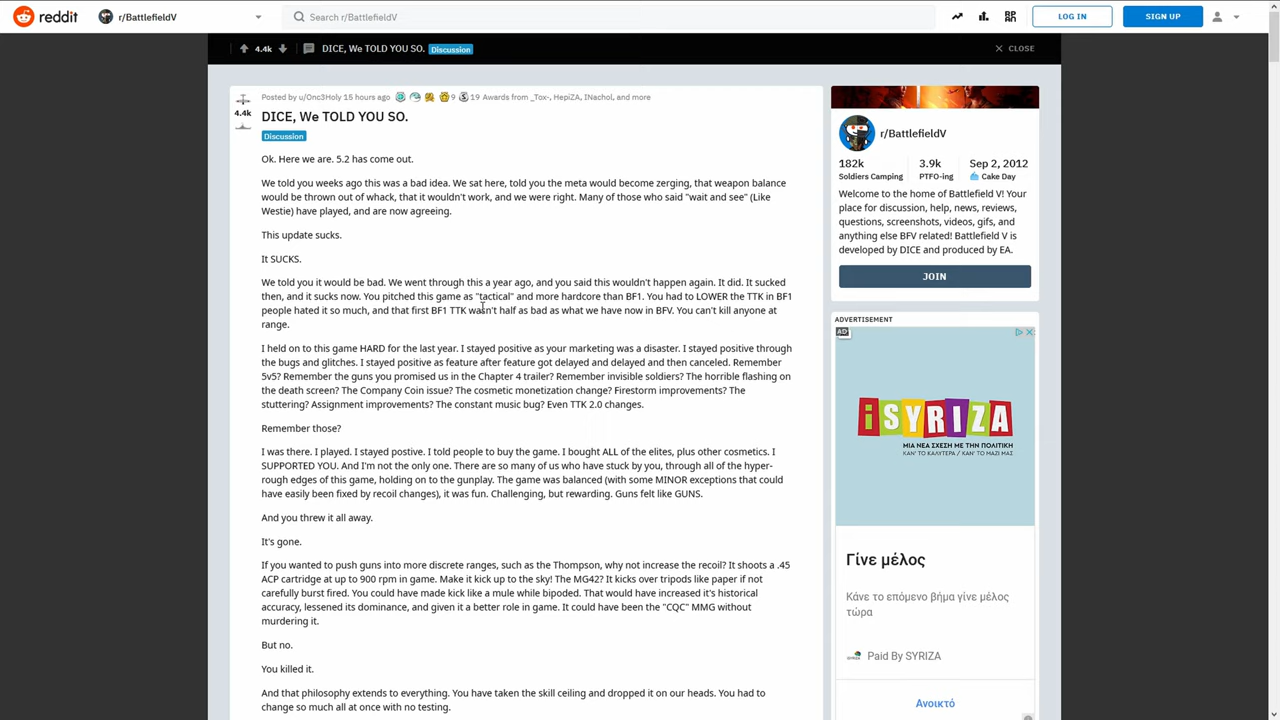 reddit
r/BattlefieldV
Search r/BattlefieldV
LOG IN
SIGN UP
4.4k
DICE, We TOLD YOU SO. Discussion
CLOSE
Posted by u/Onc3Holy 15 hours ago 9 S 19 Awards from _Tox-, HepiZA, INachol, and more
4.4k
DICE, We TOLD YOU SO.
Discussion
Ok. Here we are. 5.2 has come out.
We told you weeks ago this was a bad idea. We sat here, told you the meta would become zerging, that weapon balance
would be thrown out of whack, that it wouldn't work, and we were right. Many of those who said "wait and see" (Like
Westie) have played, and are now agreeing.
This update sucks.
It SUCKS.
We told you it would be bad. We went through this a year ago, and you said this wouldn't happen again. It did. It sucked
then, and it sucks now. You pitched this game as "tactical" and more hardcore than BF1. You had to LOWER the TTK in BF1
people hated it so much, and that first BF1 TTK wasn't half as bad as what we have now in BFV. You can't kill anyone at
range.
I held on to this game HARD for the last year. I stayed positive as your marketing was a disaster. I stayed positive through
the bugs and glitches. I stayed positive as feature after feature got delayed and delayed and then canceled. Remember
5v5? Remember the guns you promised us in the Chapter 4 trailer? Remember invisible soldiers? The horrible flashing on
the death screen? The Company Coin issue? The cosmetic monetization change? Firestorm improvements? The
stuttering? Assignment improvements? The constant music bug? Even TTK 2.0 changes.
Remember those?
I was there. I played. I stayed postive. I told people to buy the game. I bought ALL of the elites, plus other cosmetics. I
SUPPORTED YOU. And I'm not the only one. There are so many of us who have stuck by you, through all of the hyper-
rough edges of this game, holding on to the gunplay. The game was balanced (with some MINOR exceptions that could
have easily been fixed by recoil changes), it was fun. Challenging, but rewarding. Guns felt like GUNS.
And you threw it all away.
It's gone.
If you wanted to push guns into more discrete ranges, such as the Thompson, why not increase the recoil? It shoots a .45
ACP cartridge at up to 900 rpm in game. Make it kick up to the sky! The MG42? It kicks over tripods like paper if not
carefully burst fired. You could have made kick like a mule while bipoded. That would have increased it's historical
accuracy, lessened its dominance, and given it a better role in game. It could have been the "CQC" MMG without
murdering it.
But no.
You killed it.
And that philosophy extends to everything. You have taken the skill ceiling and dropped it on our heads. You had to
change so much all at once with no testing.
r/BattlefieldV
182k 3.9k Sep 2, 2012
Soldiers Camping PTFO-ing Cake Day
Welcome to the home of Battlefield V! Your
place for discussion, help, news, reviews,
questions, screenshots, videos, gifs, and
anything else BFV related! Battlefield V is
developed by DICE and produced by EA.
JOIN
ADVERTISEMENT
AD
iSYRIZA
ΜΙΑ ΝΕΑ ΣΧΕΣΗ ΜΕ ΤΗΝ ΠΟΛΙΤΙΚΗ
ΚΑΝ' ΤΟ ΚΑΛΥΤΕΡΑ / ΚΑΝ' ΤΟ ΜΑΖΙ ΜΑΣ
Γίνε μέλος
Κάνε το επόμενο βήμα γίνε μέλος
τώρα
Paid By SYRIZA
Ανοικτό